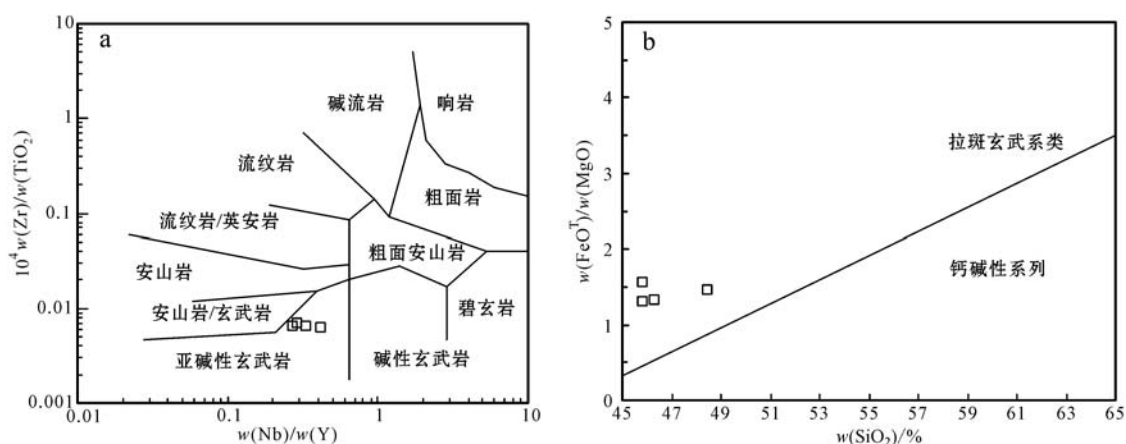 a
10
1
0.1
0.01
0.001
10⁴ w(Zr)/w(TiO₂)
碱流岩
响岩
流纹岩
粗面岩
流纹岩/英安岩
粗面安山岩
安山岩
安山岩/玄武岩
碧玄岩
亚碱性玄武岩
碱性玄武岩
0.01
0.1
1
10
w(Nb)/w(Y)
b
5
4
3
2
1
0
w(FeOᵀ)/w(MgO)
拉斑玄武系类
钙碱性系列
45 47 49 51 53 55 57 59 61 63 65
w(SiO₂)/%